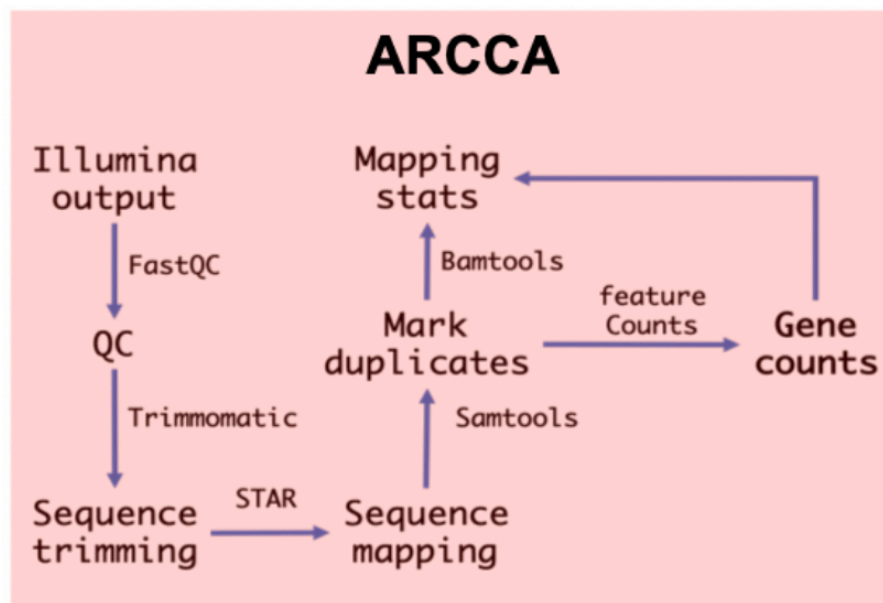 ARCCA
Illumina
output
FastQC
QC
Trimmomatic
Sequence
trimming
STAR
Sequence
mapping
Samtools
Mark
duplicates
Bamtools
Mapping
stats
feature
Counts
Gene
counts